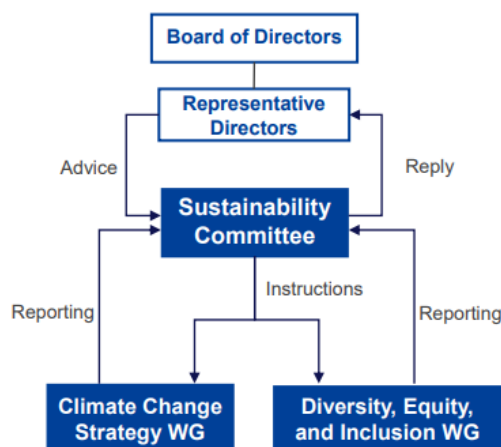 Board of Directors
Representative
Directors
Advice
Reply
Sustainability
Committee
Instructions
Reporting
Reporting
Climate Change
Strategy WG
Diversity, Equity,
and Inclusion WG